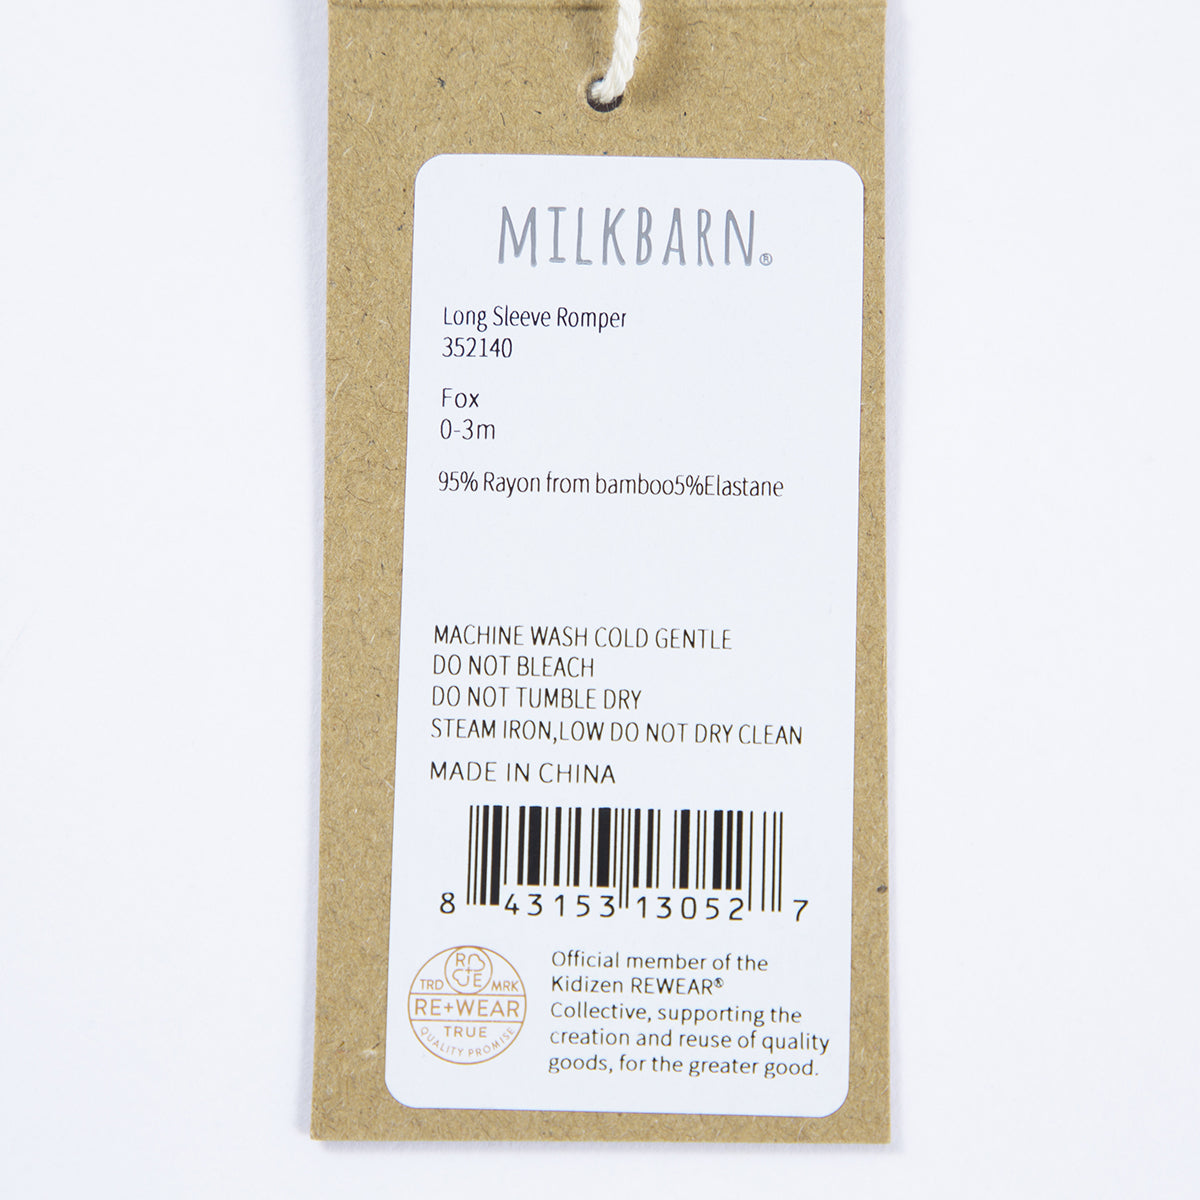 MILKBARN®
Long Sleeve Romper
352140
Fox
0-3m
95% Rayon from bamboo5%Elastane
MACHINE WASH COLD GENTLE
DO NOT BLEACH
DO NOT TUMBLE DRY
STEAM IRON,LOW DO NOT DRY CLEAN
MADE IN CHINA
8 43153 13052 7
R
+
UE
TRD MRK
RE+WEAR
TRUE
QUALITY PROMISE
Official member of the
Kidizen REWEAR®
Collective, supporting the
creation and reuse of quality
goods, for the greater good.